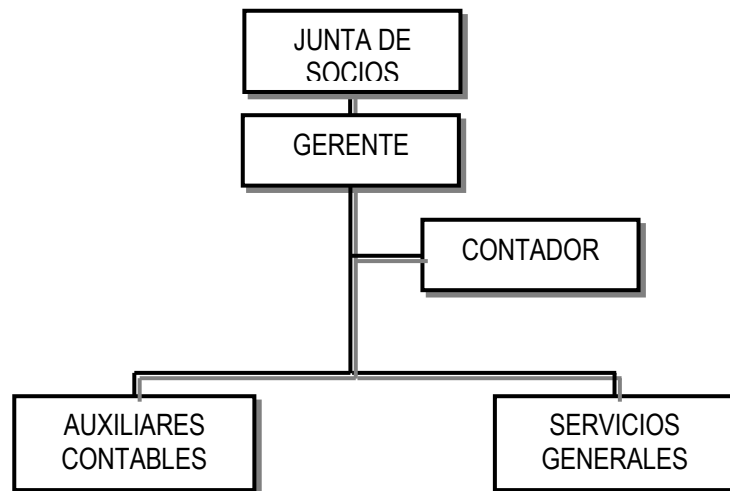 JUNTA DE
SOCIOS
GERENTE
CONTADOR
AUXILIARES
CONTABLES
SERVICIOS
GENERALES